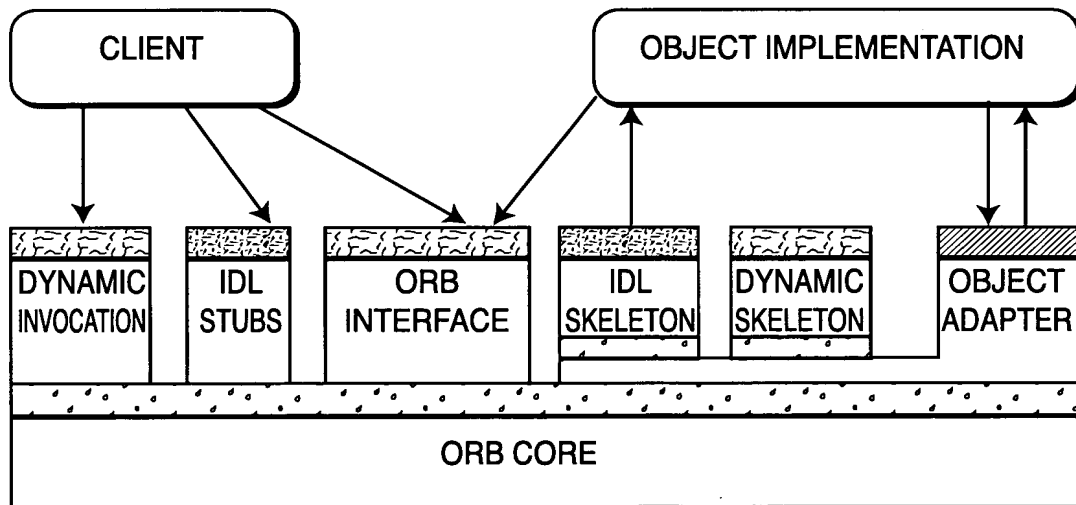 CLIENT
OBJECT IMPLEMENTATION
DYNAMIC
INVOCATION
IDL
STUBS
ORB
INTERFACE
IDL
SKELETON
DYNAMIC
SKELETON
OBJECT
ADAPTER
ORB CORE